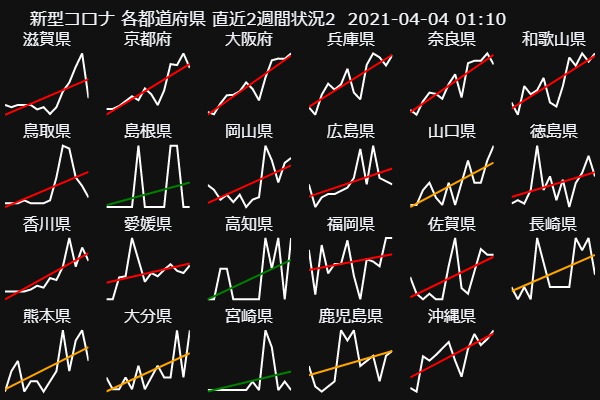 新型コロナ 各都道府県 直近2週間状況2 2021-04-04 01:10
滋賀県 京都府 大阪府 兵庫県 奈良県 和歌山県
鳥取県 島根県 岡山県 広島県 山口県 徳島県
香川県 愛媛県 高知県 福岡県 佐賀県 長崎県
熊本県 大分県 宮崎県 鹿児島県 沖縄県